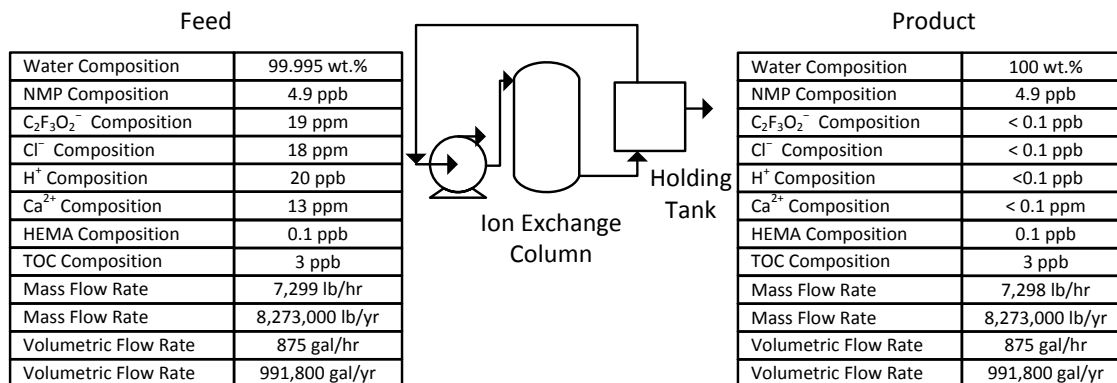 Feed
Water Composition 99.995 wt.%
NMP Composition 4.9 ppb
C₂F₃O₂⁻ Composition 19 ppm
Cl⁻ Composition 18 ppm
H⁺ Composition 20 ppb
Ca²⁺ Composition 13 ppm
HEMA Composition 0.1 ppb
TOC Composition 3 ppb
Mass Flow Rate 7,299 lb/hr
Mass Flow Rate 8,273,000 lb/yr
Volumetric Flow Rate 875 gal/hr
Volumetric Flow Rate 991,800 gal/yr
Ion Exchange
Column
Holding
Tank
Product
Water Composition 100 wt.%
NMP Composition 4.9 ppb
C₂F₃O₂⁻ Composition < 0.1 ppb
Cl⁻ Composition < 0.1 ppb
H⁺ Composition <0.1 ppb
Ca²⁺ Composition < 0.1 ppm
HEMA Composition 0.1 ppb
TOC Composition 3 ppb
Mass Flow Rate 7,298 lb/hr
Mass Flow Rate 8,273,000 lb/yr
Volumetric Flow Rate 875 gal/hr
Volumetric Flow Rate 991,800 gal/yr